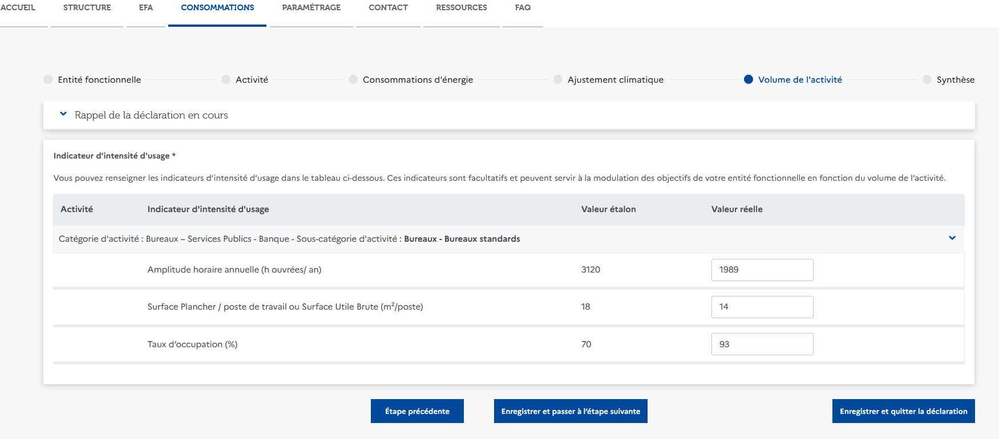 ACCUEIL STRUCTURE EFA CONSOMMATIONS PARAMÉTRAGE CONTACT RESSOURCES FAQ
Entité fonctionnelle Activité Consommations d'énergie Ajustement climatique Volume de l'activité Synthèse
Rappel de la déclaration en cours
Indicateur d'intensité d'usage *
Vous pouvez renseigner les indicateurs d’intensité d’usage dans le tableau ci-dessous. Ces indicateurs sont facultatifs et peuvent servir à la modulation des objectifs de votre entité fonctionnelle en fonction du volume de l’activité.
Activité Indicateur d'intensité d'usage Valeur étalon Valeur réelle
Catégorie d'activité : Bureaux – Services Publics - Banque - Sous-catégorie d'activité : Bureaux - Bureaux standards
Amplitude horaire annuelle (h ouvrées/ an) 3120 1989
Surface Plancher / poste de travail ou Surface Utile Brute (m²/poste) 18 14
Taux d’occupation (%) 70 93
Étape précédente Enregistrer et passer à l’étape suivante Enregistrer et quitter la déclaration